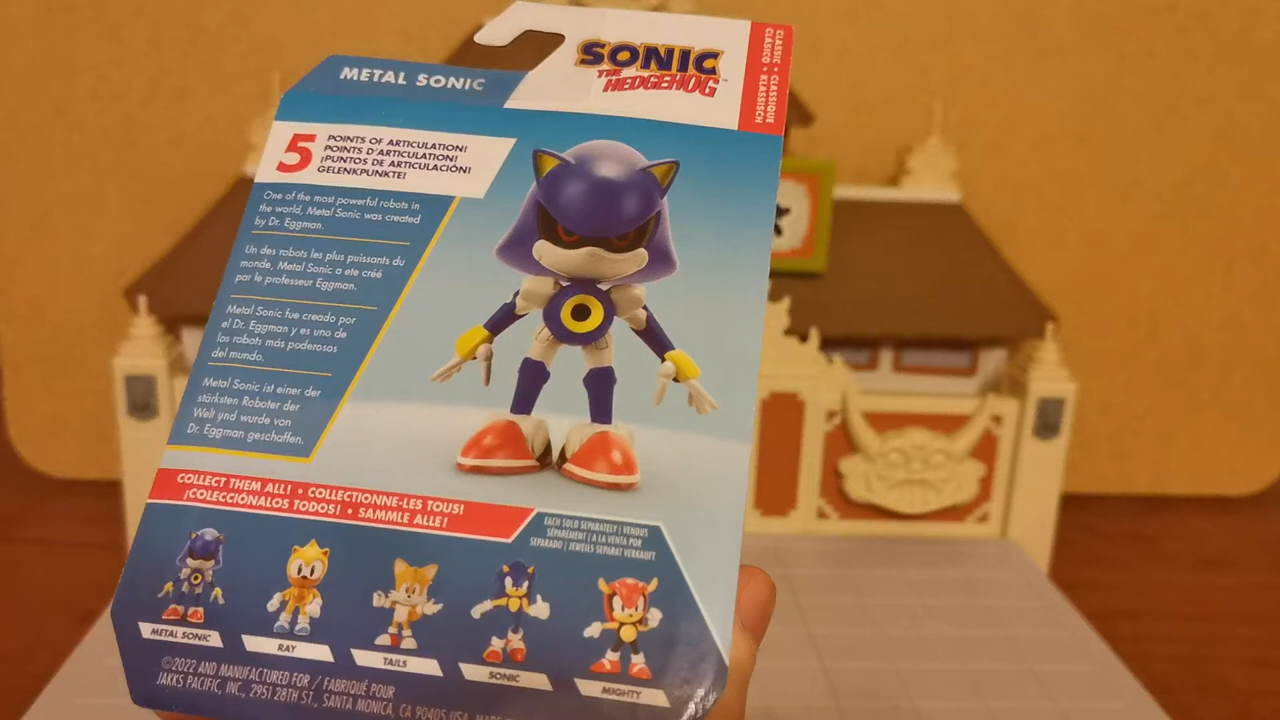 METAL SONIC
SONIC
THE
HEDGEHOG
CLASSIC • CLASSIQUE
CLÁSICO • KLASSISCH
5
POINTS OF ARTICULATION!
POINTS D'ARTICULATION!
¡PUNTOS DE ARTICULACIÓN!
GELENKPUNKTE!
One of the most powerful robots in
the world, Metal Sonic was created
by Dr. Eggman.
Un des robots les plus puissants du
monde, Metal Sonic a ete créé
par le professeur Eggman.
Metal Sonic fue creado por
el Dr. Eggman y es uno de
los robots más poderosos
del mundo.
Metal Sonic ist einer der
stärksten Roboter der
Welt und wurde von
Dr. Eggman geschaffen.
COLLECT THEM ALL! • COLLECTIONNE-LES TOUS!
¡COLECCIÓNALOS TODOS! • SAMMLE ALLE!
EACH SOLD SEPARATELY | VENDUS
SÉPARÉMENT | A LA VENTA POR
SEPARADO | JEWEILS SEPARAT VERKAUFT
METAL SONIC
RAY
TAILS
SONIC
MIGHTY
©2022 AND MANUFACTURED FOR / FABRIQUÉ POUR
JAKKS PACIFIC, INC, 2951 28TH ST., SANTA MONICA, CA 90405 USA.